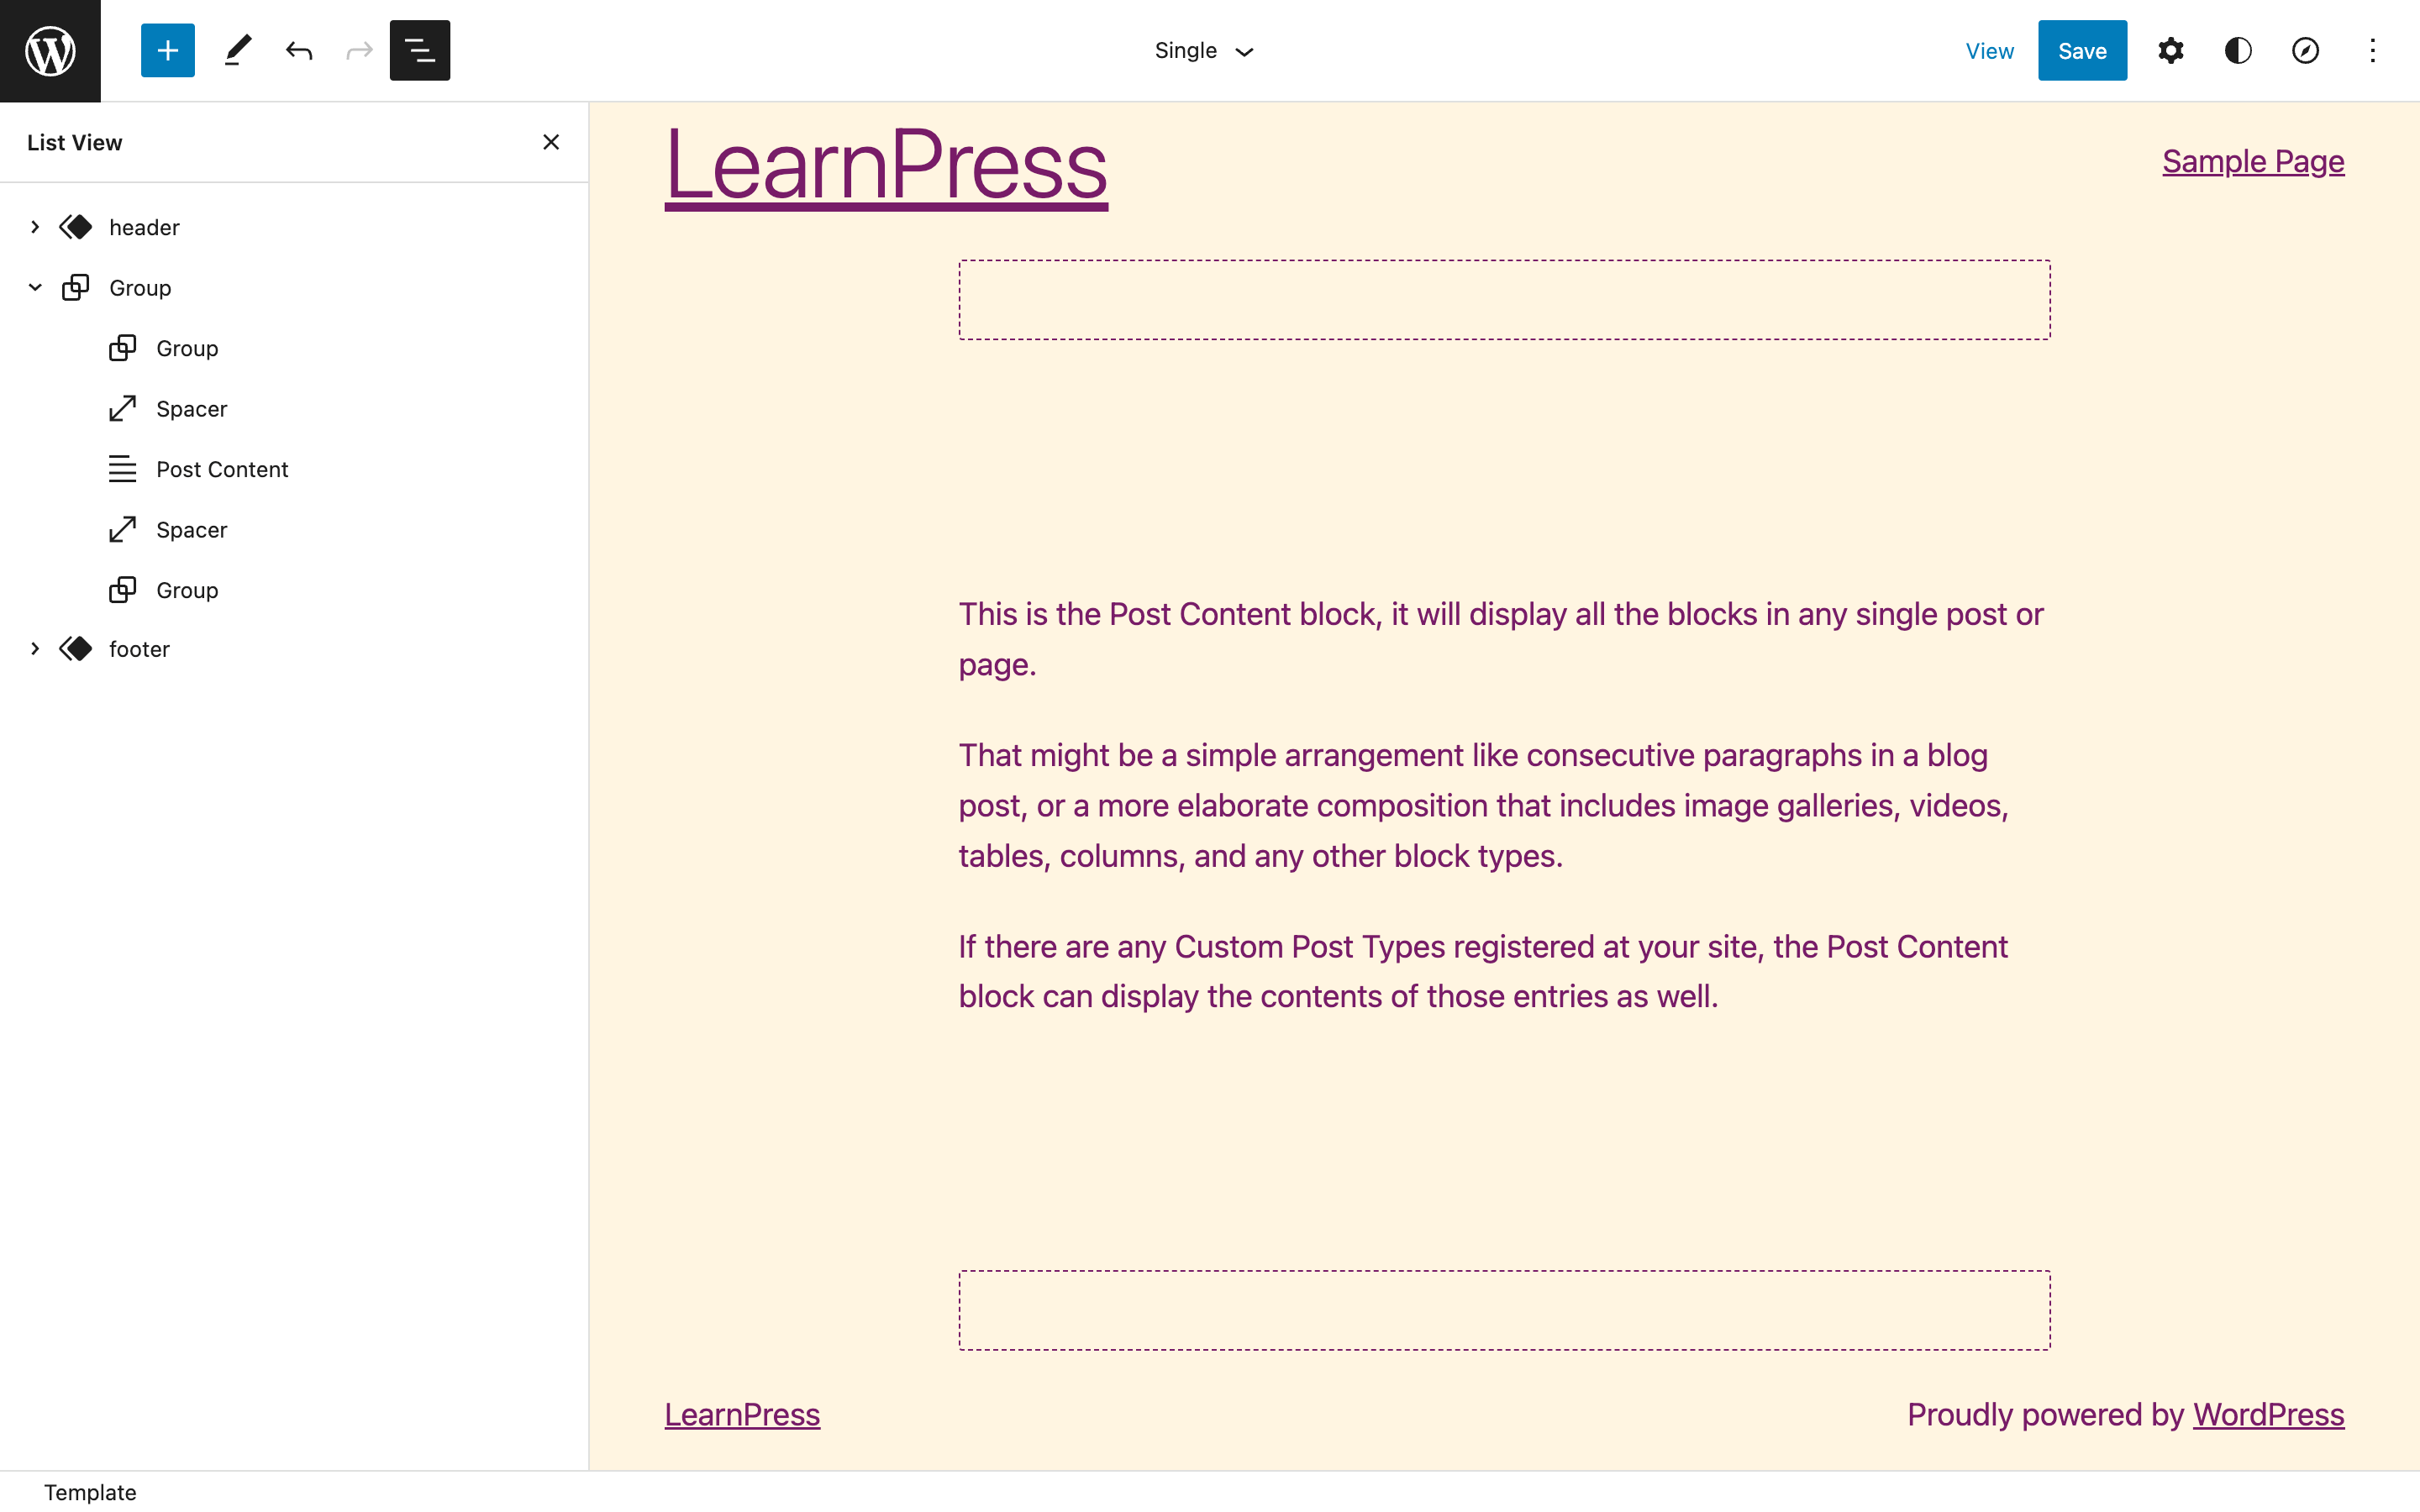 Single
View
Save
List View
header
Group
Group
Spacer
Post Content
Spacer
Group
footer
LearnPress
Sample Page
This is the Post Content block, it will display all the blocks in any single post or
page.
That might be a simple arrangement like consecutive paragraphs in a blog
post, or a more elaborate composition that includes image galleries, videos,
tables, columns, and any other block types.
If there are any Custom Post Types registered at your site, the Post Content
block can display the contents of those entries as well.
LearnPress
Proudly powered by WordPress
Template